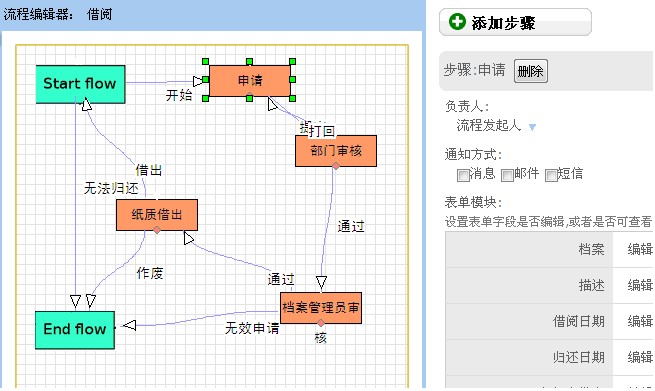 流程编辑器： 借阅
Start flow
申请
开始
打回
部门审核
借出
无法归还
纸质借出
通过
作废
通过
档案管理员审
核
End flow
无效申请
添加步骤
步骤:申请 删除
负责人:
流程发起人
通知方式:
消息 邮件 短信
表单模块:
设置表单字段是否编辑,或者是否可查看
档案 编辑
描述 编辑
借阅日期 编辑
归还日期 编辑